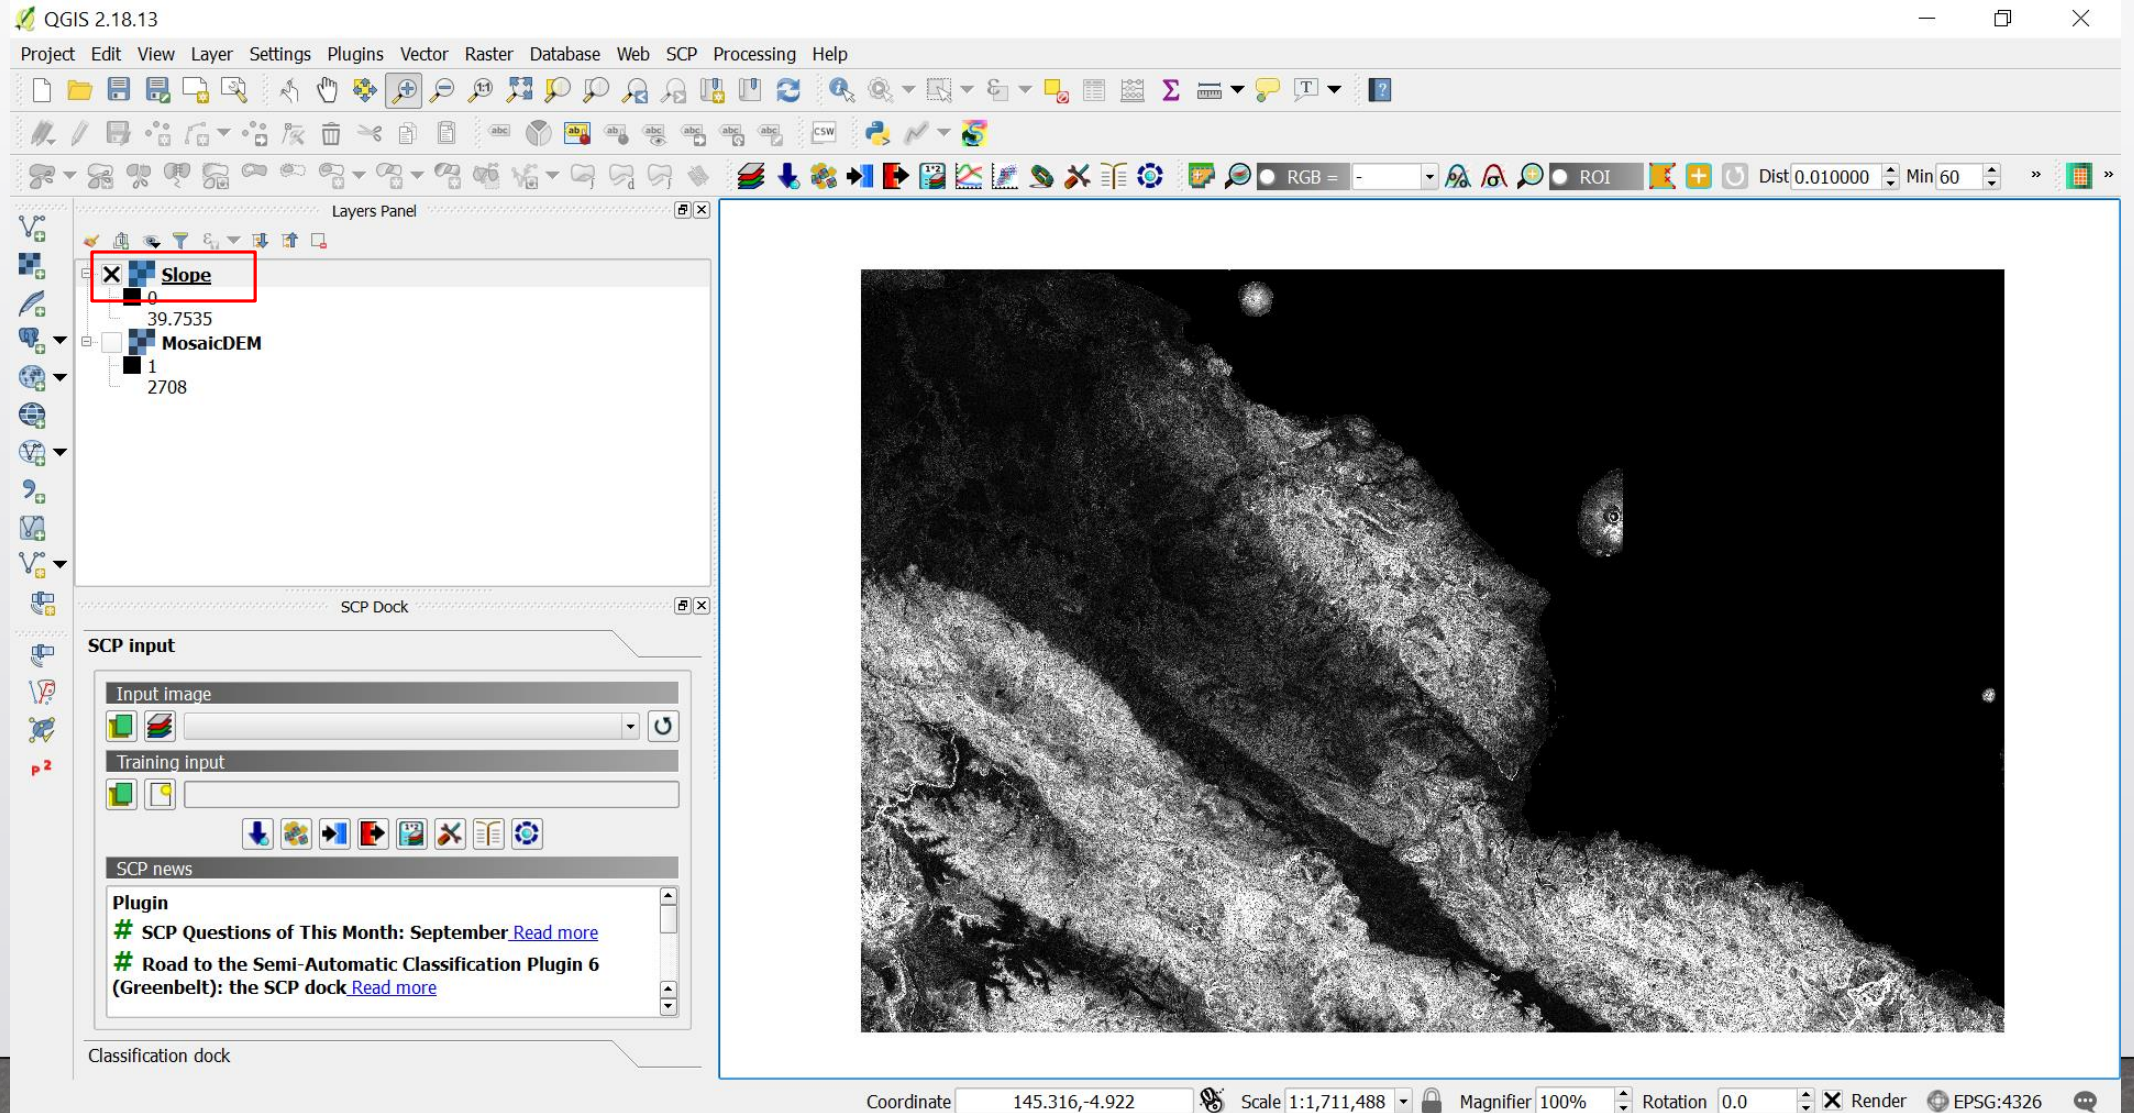 QGIS 2.18.13
Project Edit View Layer Settings Plugins Vector Raster Database Web SCP Processing Help
RGB = - ROI Dist 0.010000 Min 60 »
Layers Panel
Slope
0
39.7535
MosaicDEM
1
2708
SCP Dock
SCP input
Input image
Training input
SCP news
Plugin
# SCP Questions of This Month: September Read more
# Road to the Semi-Automatic Classification Plugin 6
(Greenbelt): the SCP dock Read more
Classification dock
Coordinate 145.316,-4.922 Scale 1:1,711,488 Magnifier 100% Rotation 0.0 Render EPSG:4326